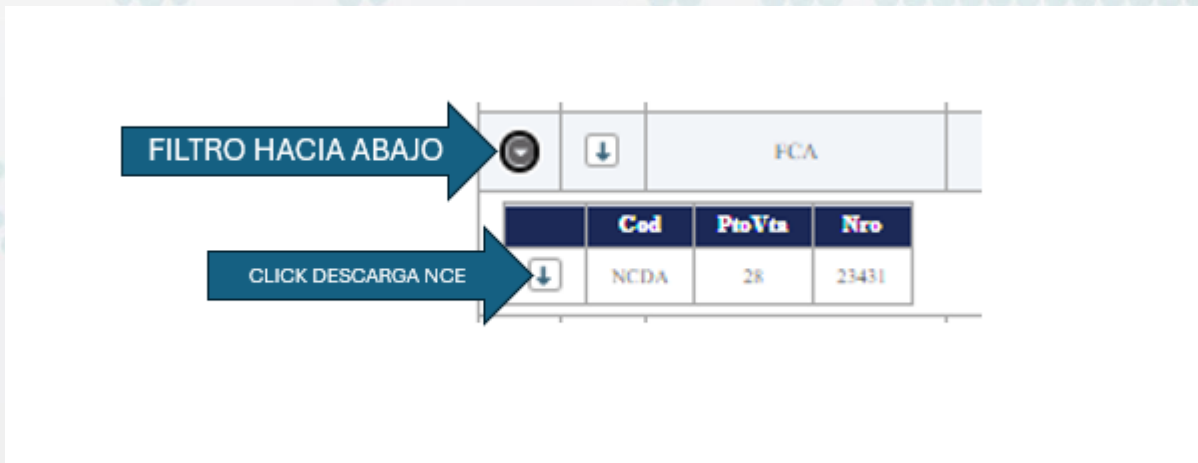 FILTRO HACIA ABAJO
FCA
Cod PtoVta Nro
CLICK DESCARGA NCE
NCDA 28 23431